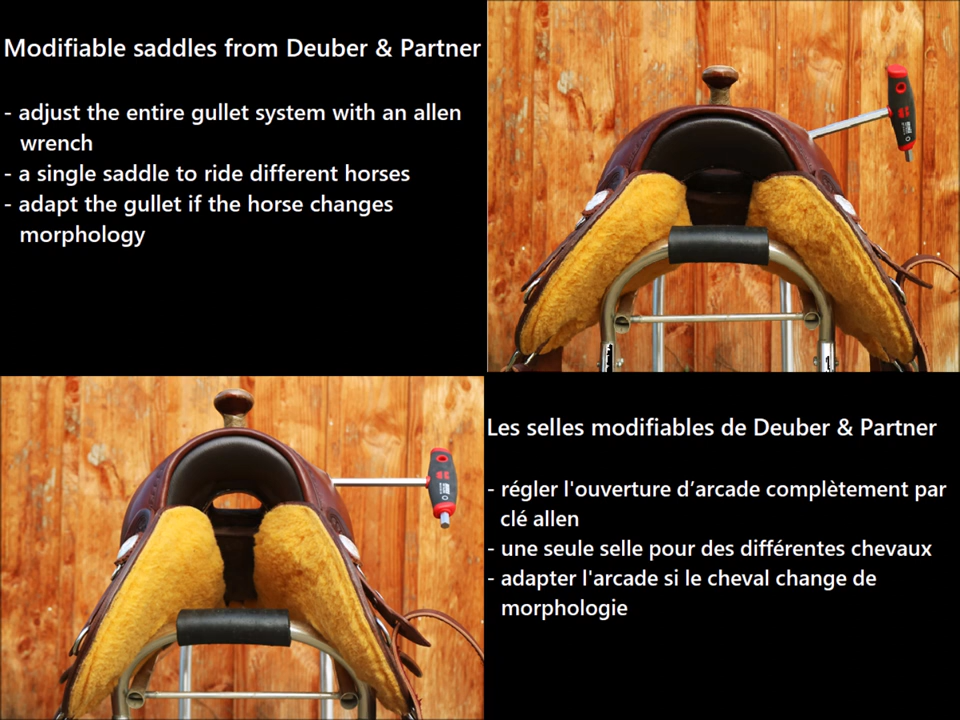 Modifiable saddles from Deuber & Partner
- adjust the entire gullet system with an allen
wrench
- a single saddle to ride different horses
- adapt the gullet if the horse changes
morphology
Les selles modifiables de Deuber & Partner
- régler l'ouverture d’arcade complètement par
clé allen
- une seule selle pour des différentes chevaux
- adapter l'arcade si le cheval change de
morphologie